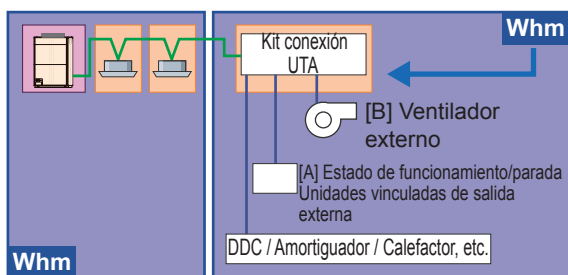 Whm
Kit conexión
UTA
[B] Ventilador
externo
[A] Estado de funcionamiento/parada
Unidades vinculadas de salida
externa
DDC / Amortiguador / Calefactor, etc.
Whm